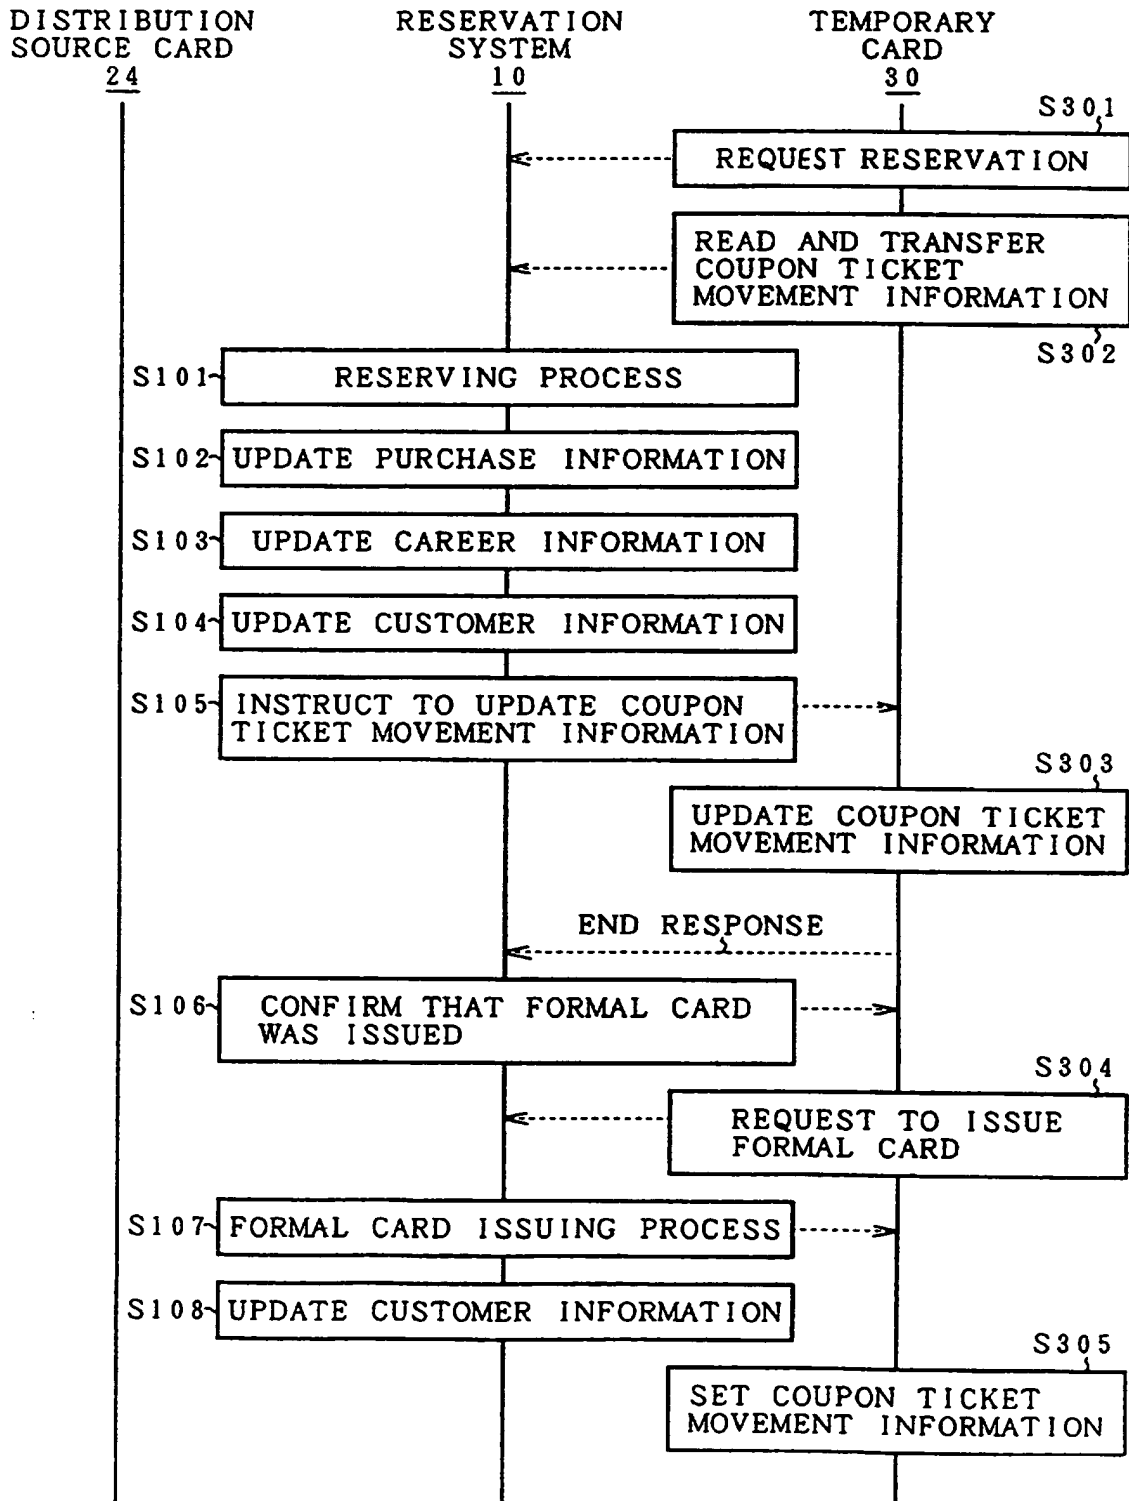 DISTRIBUTION
SOURCE CARD
24
RESERVATION
SYSTEM
10
TEMPORARY
CARD
30
S301
REQUEST RESERVATION
READ AND TRANSFER
COUPON TICKET
MOVEMENT INFORMATION
S302
S101
RESERVING PROCESS
S102
UPDATE PURCHASE INFORMATION
S103
UPDATE CAREER INFORMATION
S104
UPDATE CUSTOMER INFORMATION
S105
INSTRUCT TO UPDATE COUPON
TICKET MOVEMENT INFORMATION
S303
UPDATE COUPON TICKET
MOVEMENT INFORMATION
END RESPONSE
S106
CONFIRM THAT FORMAL CARD
WAS ISSUED
S304
REQUEST TO ISSUE
FORMAL CARD
S107
FORMAL CARD ISSUING PROCESS
S108
UPDATE CUSTOMER INFORMATION
S305
SET COUPON TICKET
MOVEMENT INFORMATION